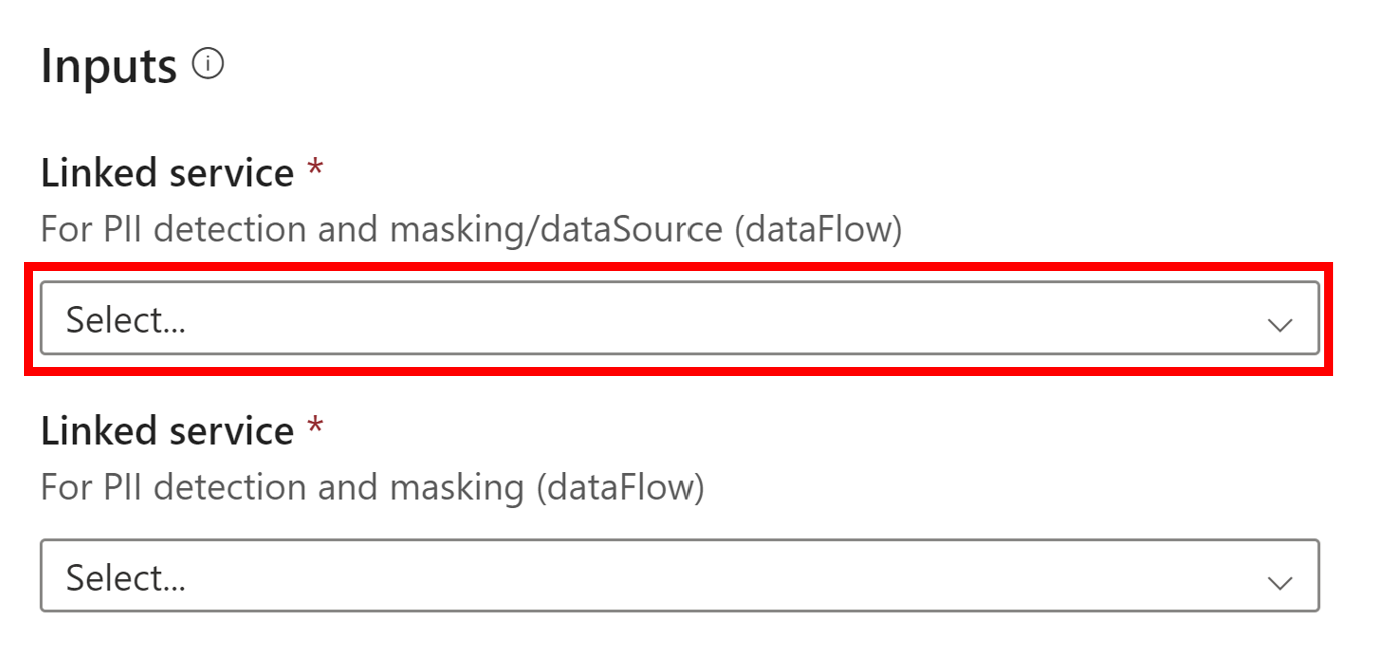 Inputs
Linked service *
For PII detection and masking/dataSource (dataFlow)
Select...
Linked service *
For PII detection and masking (dataFlow)
Select...